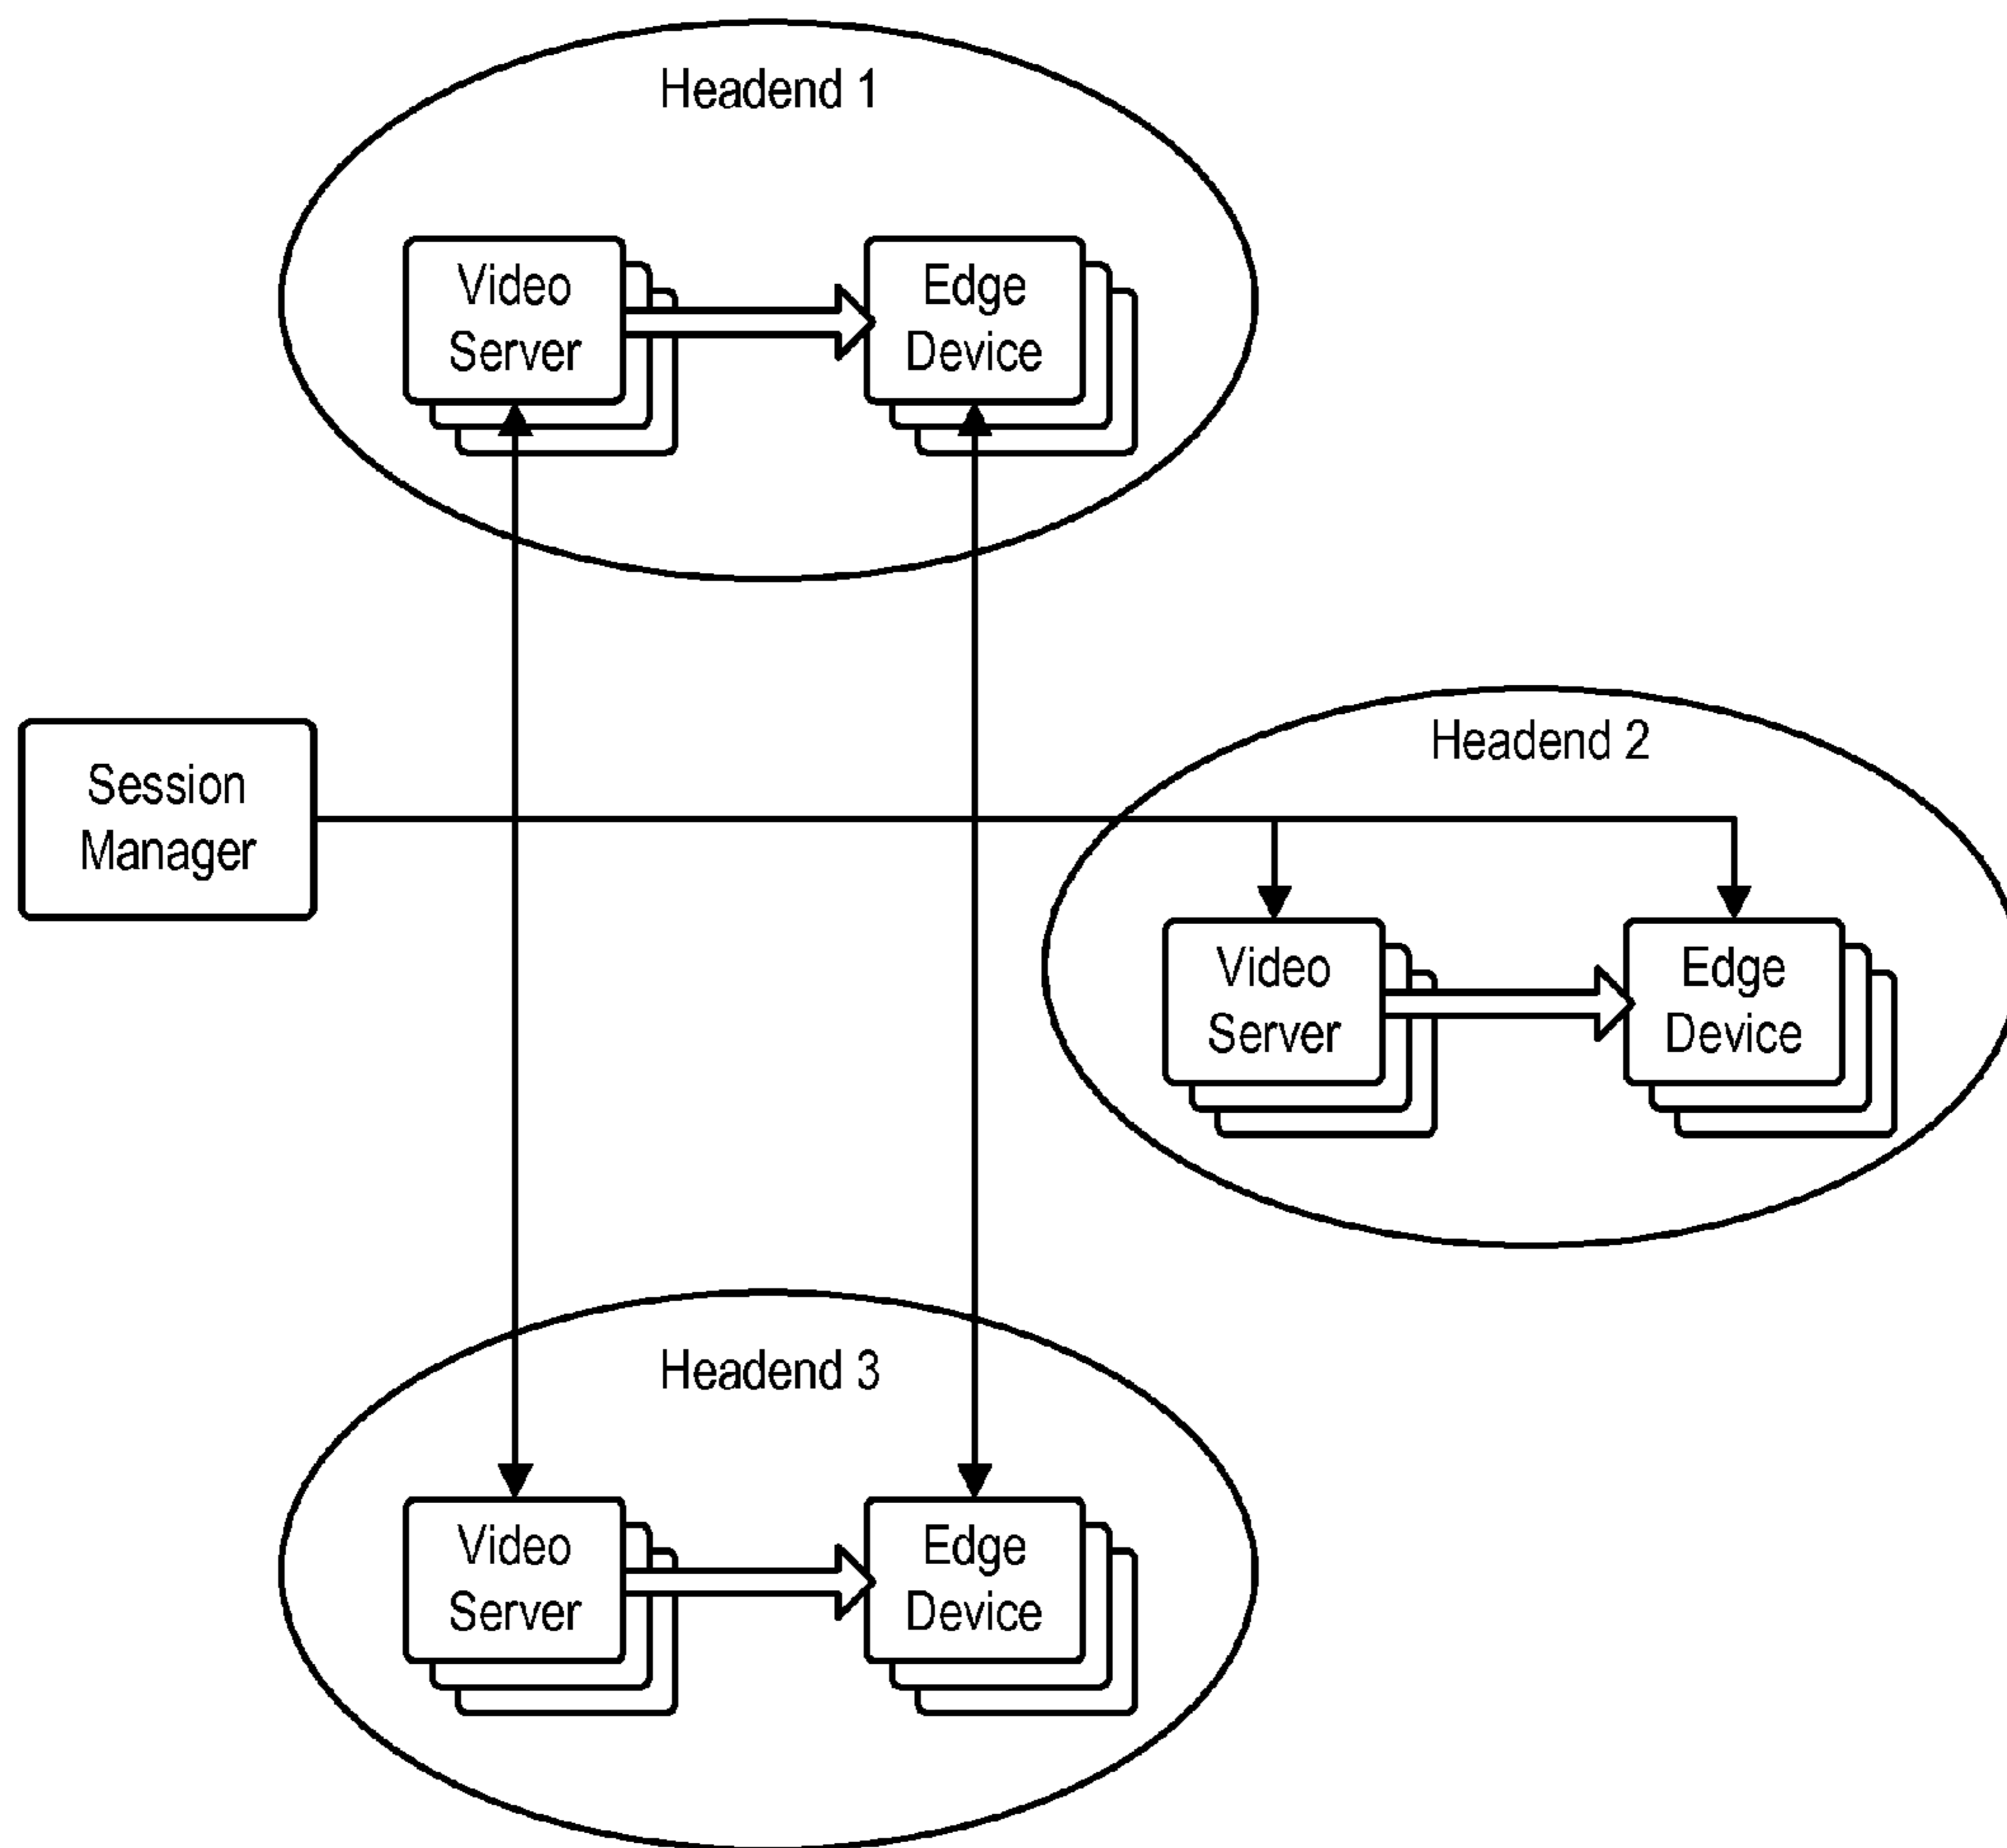 Headend 1
Video
Server
Edge
Device
Session
Manager
Headend 2
Video
Server
Edge
Device
Headend 3
Video
Server
Edge
Device